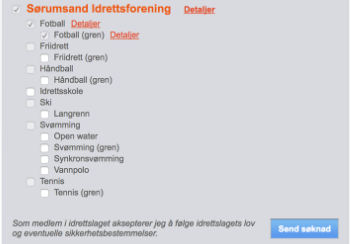 Sørumsand Idrettsforening Detaljer
Fotball Detaljer
Fotball (gren) Detaljer
Friidrett
Friidrett (gren)
Håndball
Håndball (gren)
Idrettsskole
Ski
Langrenn
Svømming
Open water
Svømming (gren)
Synkronsvømming
Vannpolo
Tennis
Tennis (gren)
Som medlem i idrettslaget aksepterer jeg å følge idrettslagets lov
og eventuelle sikkerhetsbestemmelser.
Send søknad